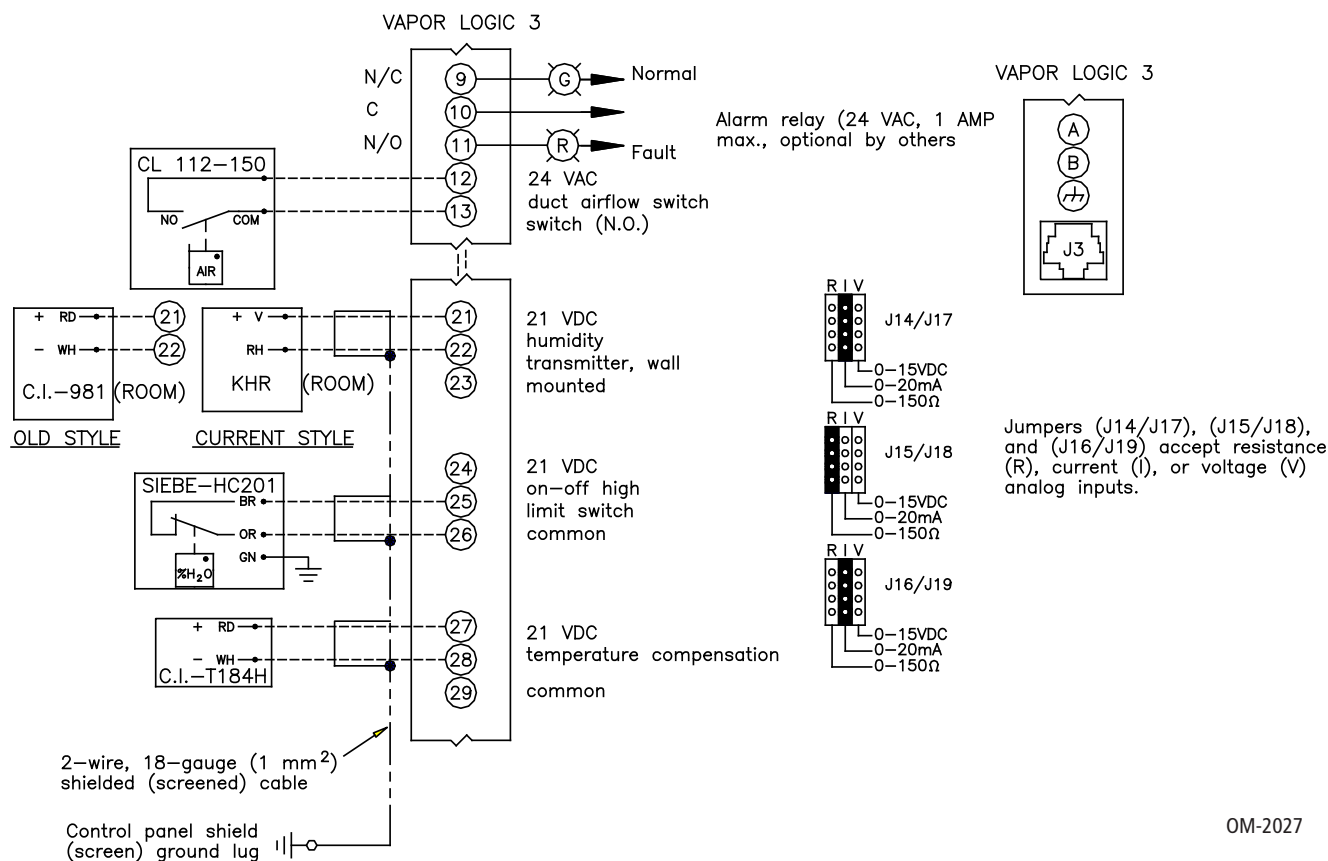 VAPOR LOGIC 3
N/C
9
G
Normal
C
10
N/O
11
R
Fault
Alarm relay (24 VAC, 1 AMP
max., optional by others
VAPOR LOGIC 3
A
B
J3
CL 112-150
NO
COM
AIR
12
13
24 VAC
duct airflow switch
switch (N.O.)
+ RD
- WH
C.I.-981
(ROOM)
21
22
OLD STYLE
+ V
RH
KHR
(ROOM)
CURRENT STYLE
21
22
23
21 VDC
humidity
transmitter, wall
mounted
R I V
J14/J17
0-15VDC
0-20mA
0-150Ω
SIEBE-HC201
BR
OR
GN
%H₂O
24
25
26
21 VDC
on-off high
limit switch
common
R I V
J15/J18
0-15VDC
0-20mA
0-150Ω
Jumpers (J14/J17), (J15/J18),
and (J16/J19) accept resistance
(R), current (I), or voltage (V)
analog inputs.
+ RD
- WH
C.I.-T184H
27
28
29
21 VDC
temperature compensation
common
R I V
J16/J19
0-15VDC
0-20mA
0-150Ω
2-wire, 18-gauge (1 mm²)
shielded (screened) cable
Control panel shield
(screen) ground lug
OM-2027